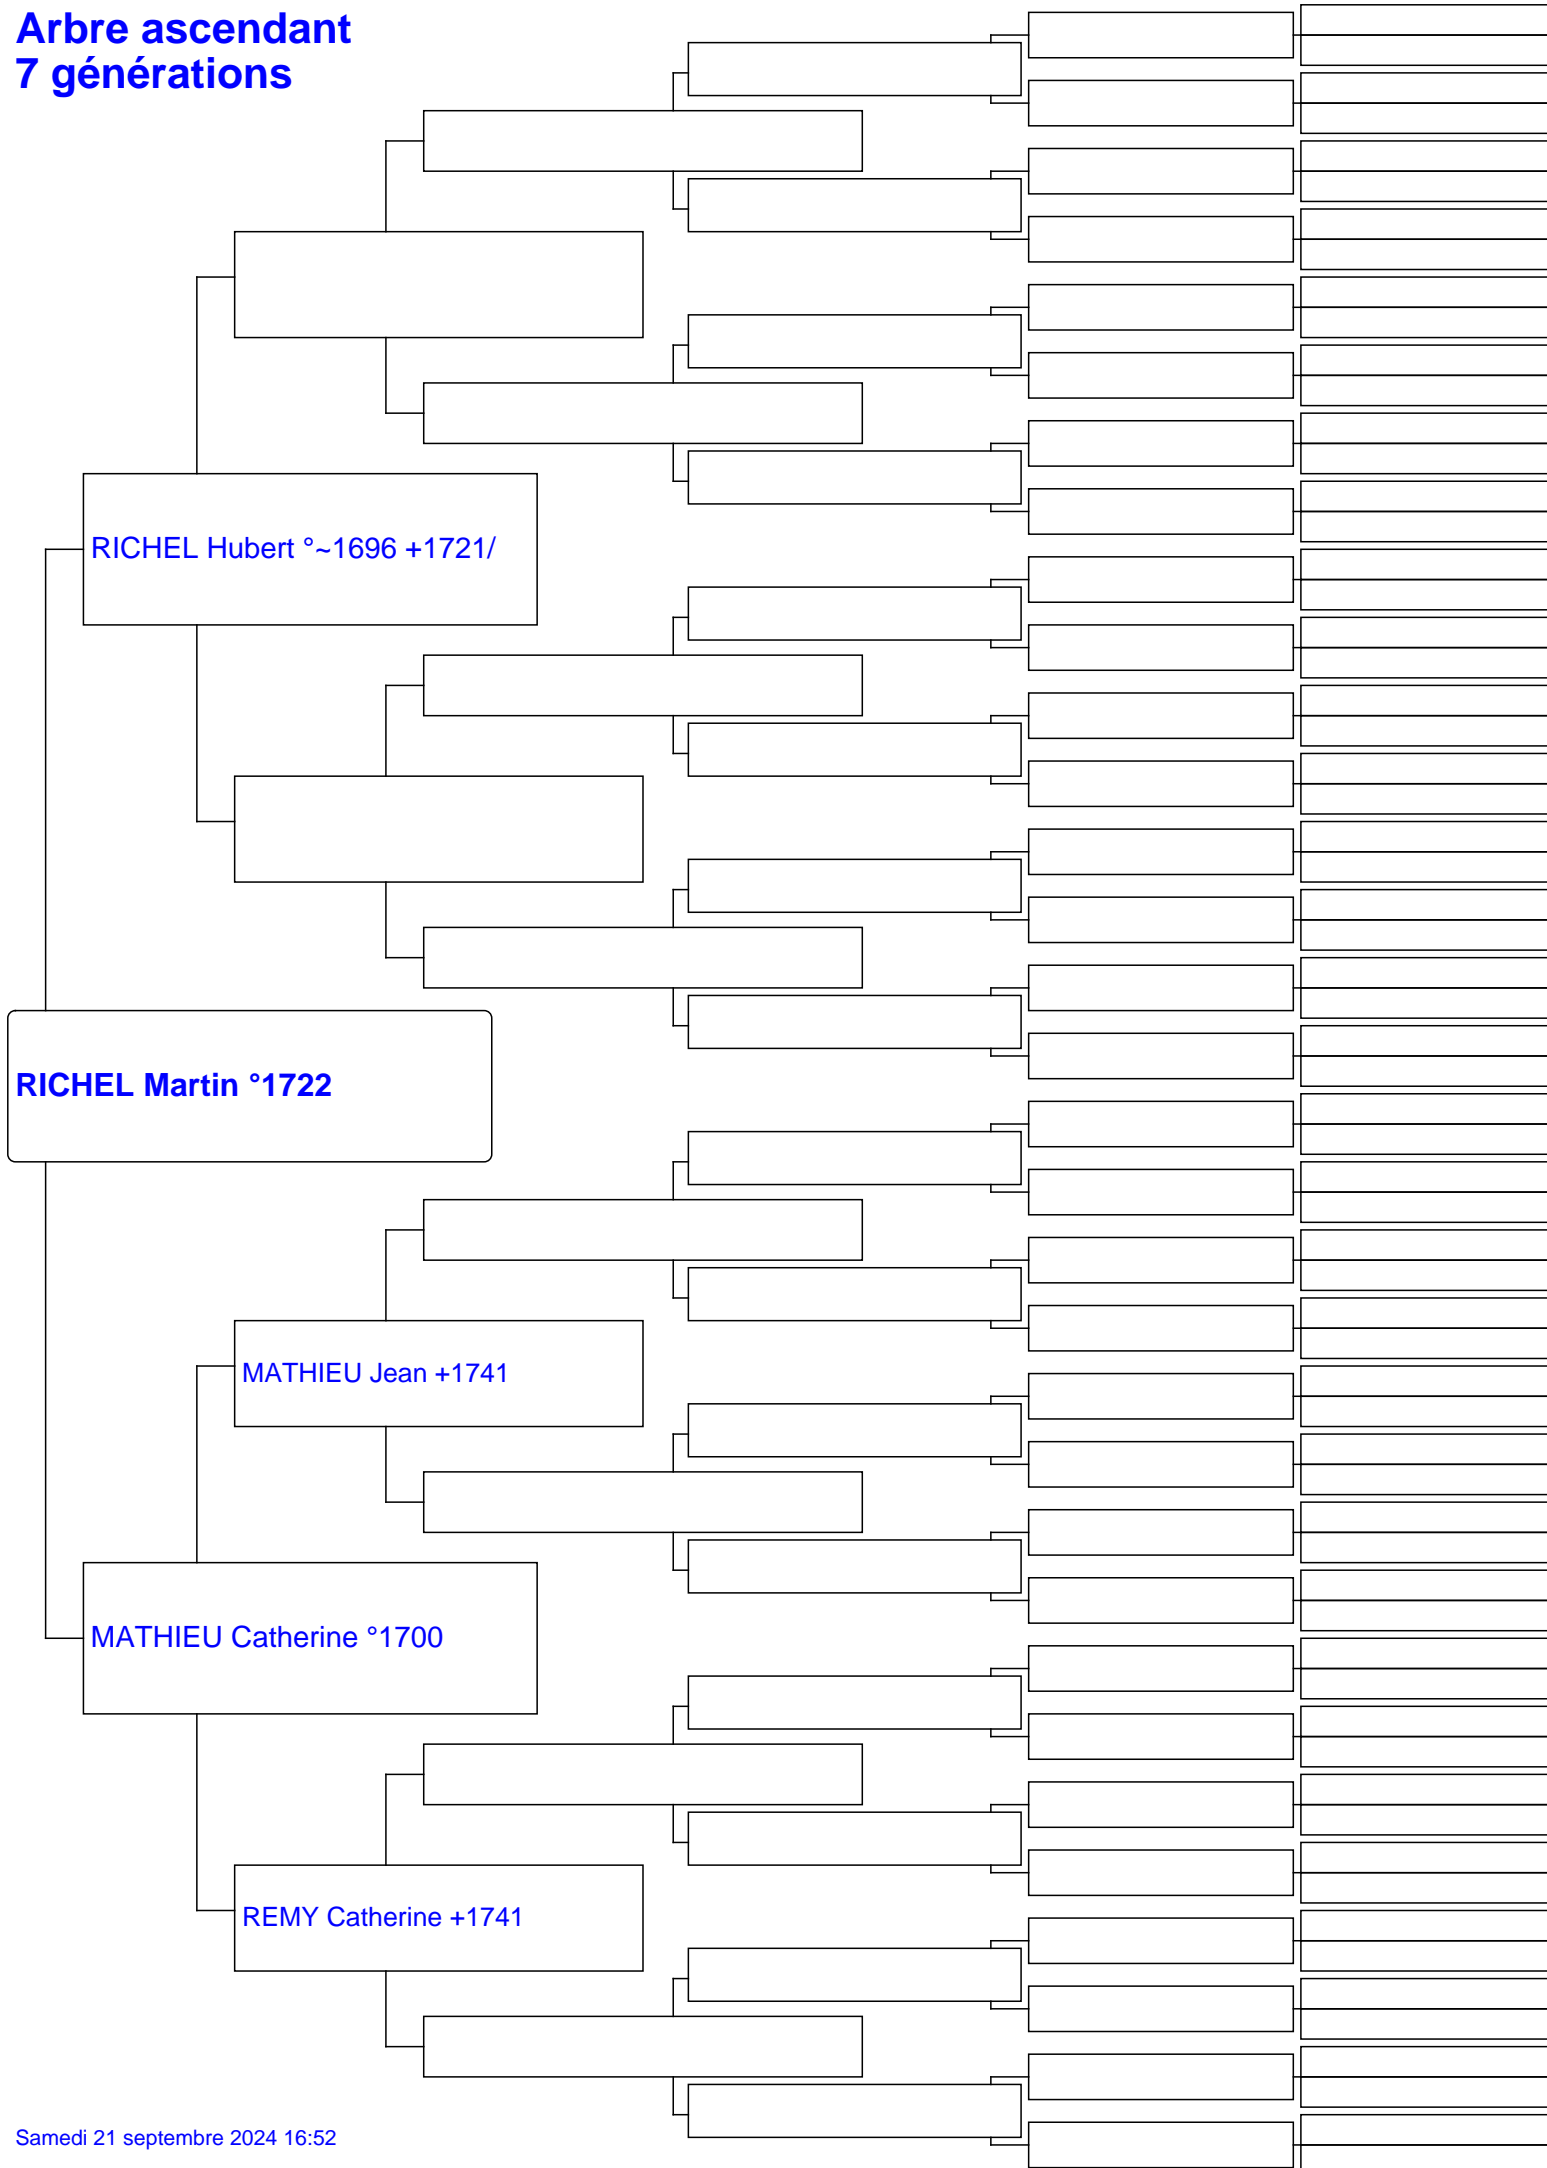 Arbre ascendant
7 générations
RICHEL Hubert °~1696 +1721/
RICHEL Martin °1722
MATHIEU Jean +1741
MATHIEU Catherine °1700
REMY Catherine +1741
Samedi 21 septembre 2024 16:52